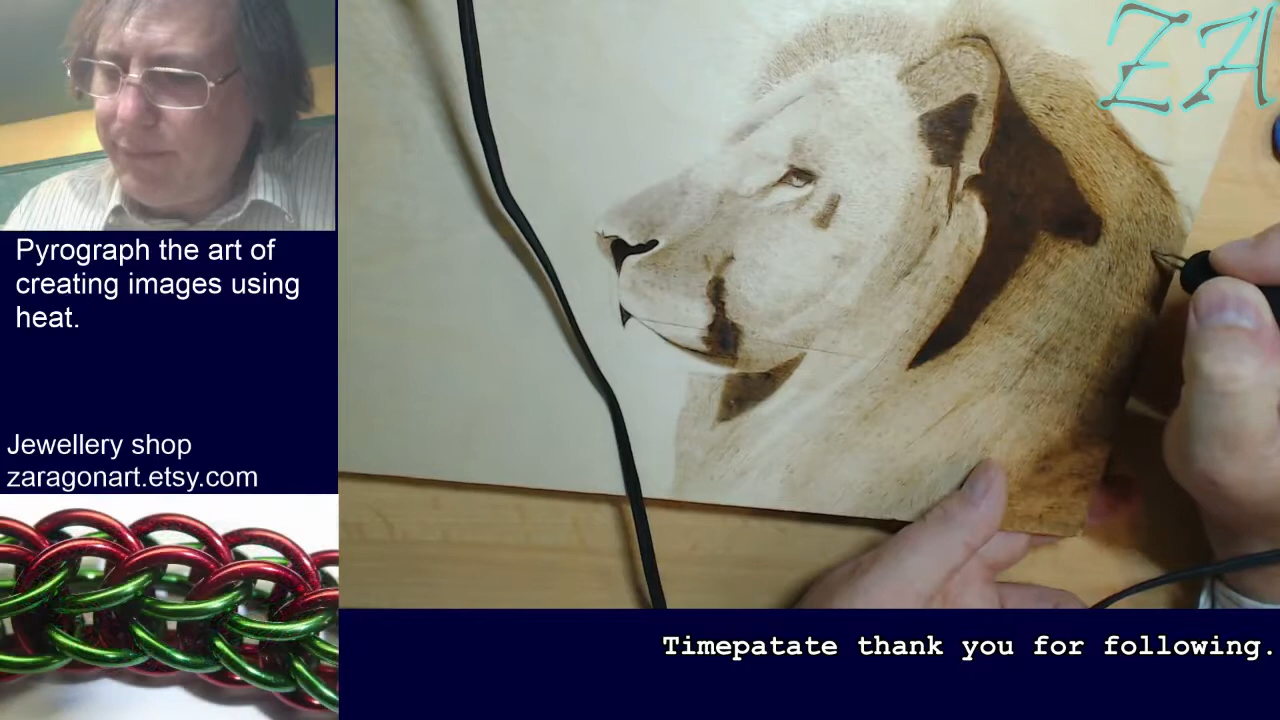 ZA
Pyrograph the art of
creating images using
heat.
Jewellery shop
zaragonart.etsy.com
Timepatate thank you for following.